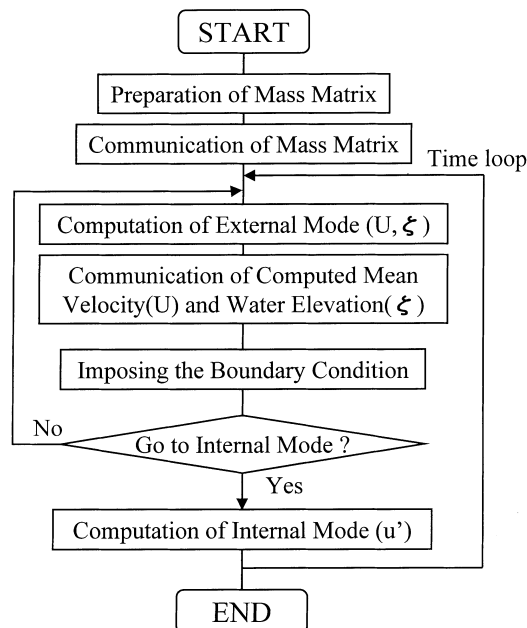 START
Preparation of Mass Matrix
Communication of Mass Matrix
Time loop
Computation of External Mode (U, ζ )
Communication of Computed Mean
Velocity(U) and Water Elevation( ζ )
Imposing the Boundary Condition
No
Go to Internal Mode ?
Yes
Computation of Internal Mode (u’)
END